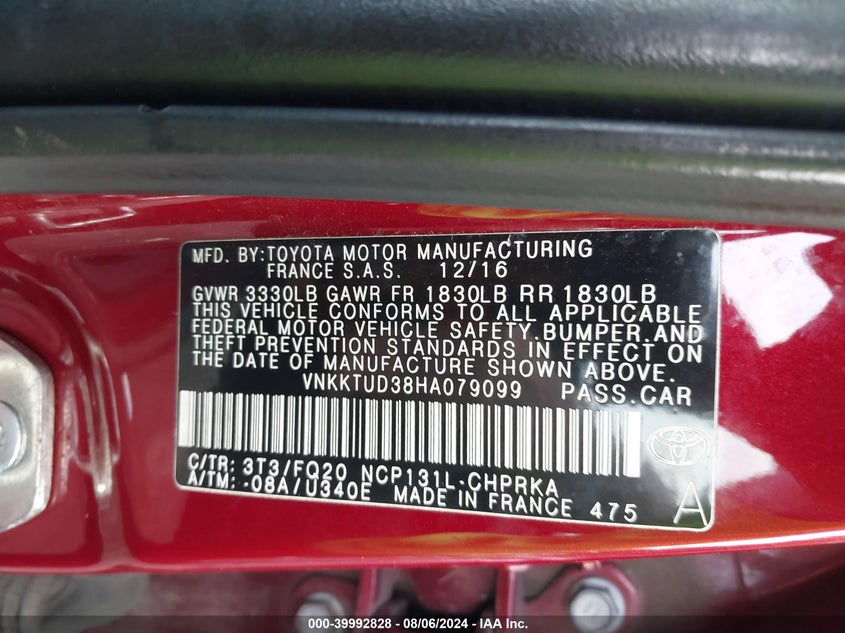 MFD. BY:TOYOTA MOTOR MANUFACTURING
FRANCE S.A.S. 12/16
GVWR 3330LB GAWR FR 1830LB RR 1830LB
THIS VEHICLE CONFORMS TO ALL APPLICABLE
FEDERAL MOTOR VEHICLE SAFETY,BUMPER,AND
THEFT PREVENTION STANDARDS IN EFFECT ON
THE DATE OF MANUFACTURE SHOWN ABOVE.
VNKKTUD38HA079099 PASS.CAR
C/TR: 3T3/FQ20 NCP131L-CHPRKA
A/TM: -08A/U340E MADE IN FRANCE 475
A
000-39992828 - 08/06/2024 - IAA Inc.